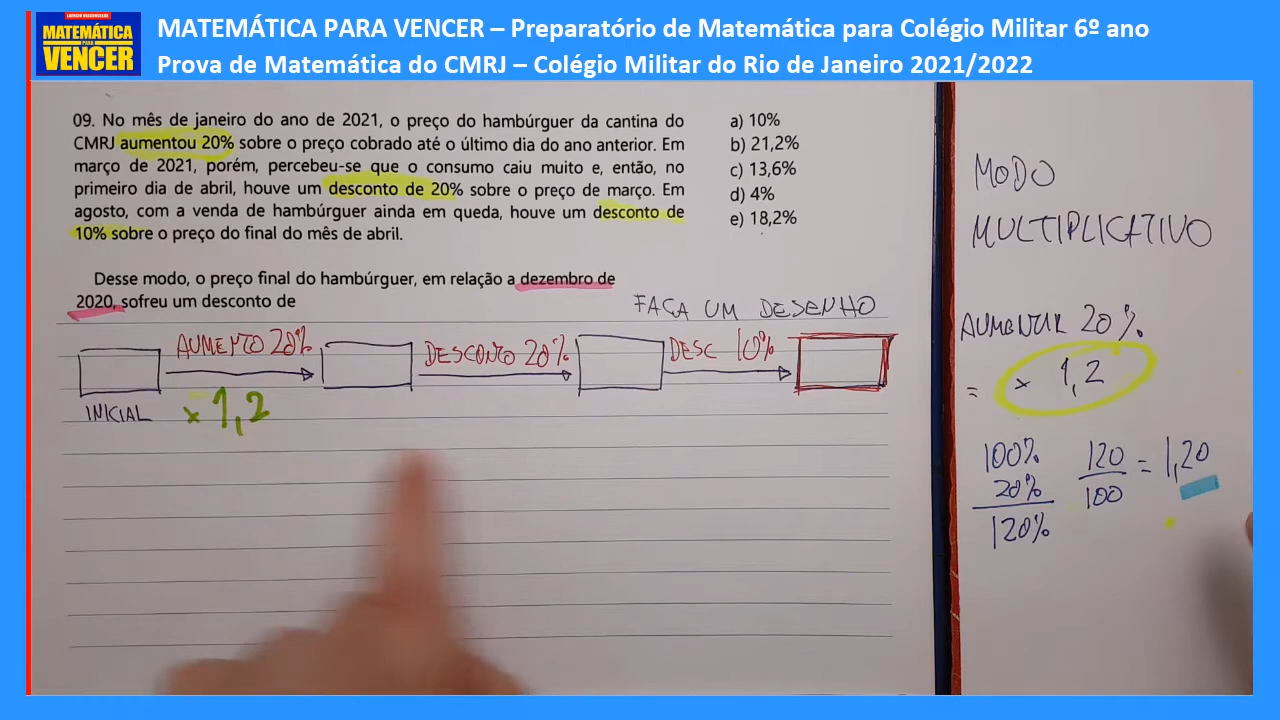 LAÉRCIO VASCONCELOS
MATEMÁTICA
PARA
VENCER
MATEMÁTICA PARA VENCER – Preparatório de Matemática para Colégio Militar 6º ano
Prova de Matemática do CMRJ – Colégio Militar do Rio de Janeiro 2021/2022
09. No mês de janeiro do ano de 2021, o preço do hambúrguer da cantina do
CMRJ aumentou 20% sobre o preço cobrado até o último dia do ano anterior. Em
março de 2021, porém, percebeu-se que o consumo caiu muito e, então, no
primeiro dia de abril, houve um desconto de 20% sobre o preço de março. Em
agosto, com a venda de hambúrguer ainda em queda, houve um desconto de
10% sobre o preço do final do mês de abril.
Desse modo, o preço final do hambúrguer, em relação a dezembro de
2020, sofreu um desconto de
a) 10%
b) 21,2%
c) 13,6%
d) 4%
e) 18,2%
FAÇA UM DESENHO
AUMENTO 20%
DESCONTO 20%
DESC 10%
INICIAL
× 1,2
MODO
MULTIPLICATIVO
AUMENTAR 20%
= × 1,2
100%
20%
120%
120/100 = 1,20